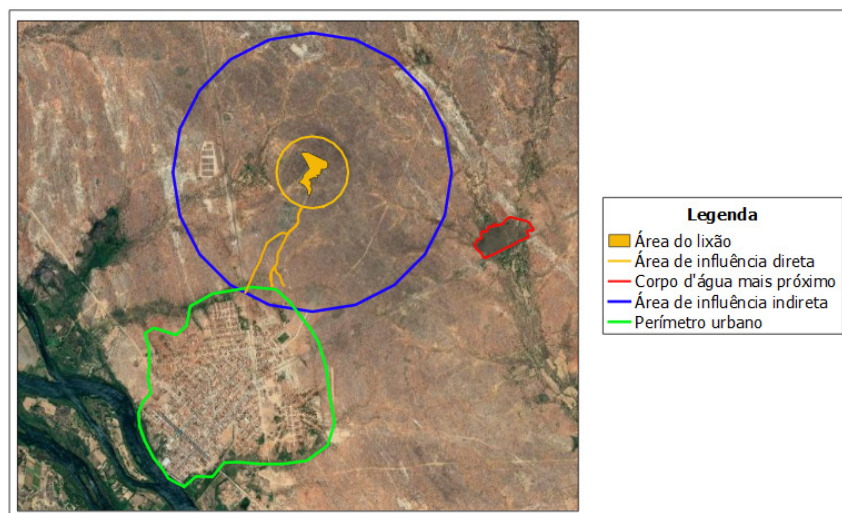 Legenda
Área do lixão
Área de influência direta
Corpo d'água mais próximo
Área de influência indireta
Perímetro urbano